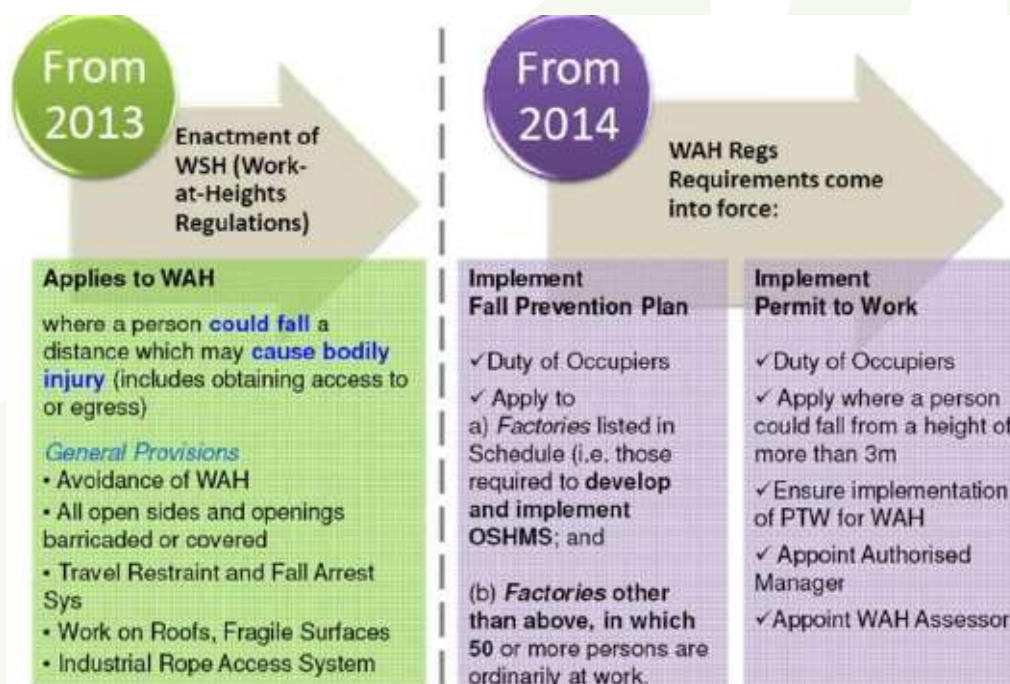 From
2013
Enactment of
WSH (Work-
at-Heights
Regulations)
Applies to WAH
where a person could fall a
distance which may cause bodily
injury (includes obtaining access to
or egress)
General Provisions
• Avoidance of WAH
• All open sides and openings
barricaded or covered
• Travel Restraint and Fall Arrest
Sys
• Work on Roofs, Fragile Surfaces
• Industrial Rope Access System
From
2014
WAH Regs
Requirements come
into force:
Implement
Fall Prevention Plan
✓Duty of Occupiers
✓ Apply to
a) Factories listed in
Schedule (i.e. those
required to develop
and implement
OSHMS; and
(b) Factories other
than above, in which
50 or more persons are
ordinarily at work.
Implement
Permit to Work
✓Duty of Occupiers
✓ Apply where a person
could fall from a height of
more than 3m
✓Ensure implementation
of PTW for WAH
✓ Appoint Authorised
Manager
✓Appoint WAH Assessor